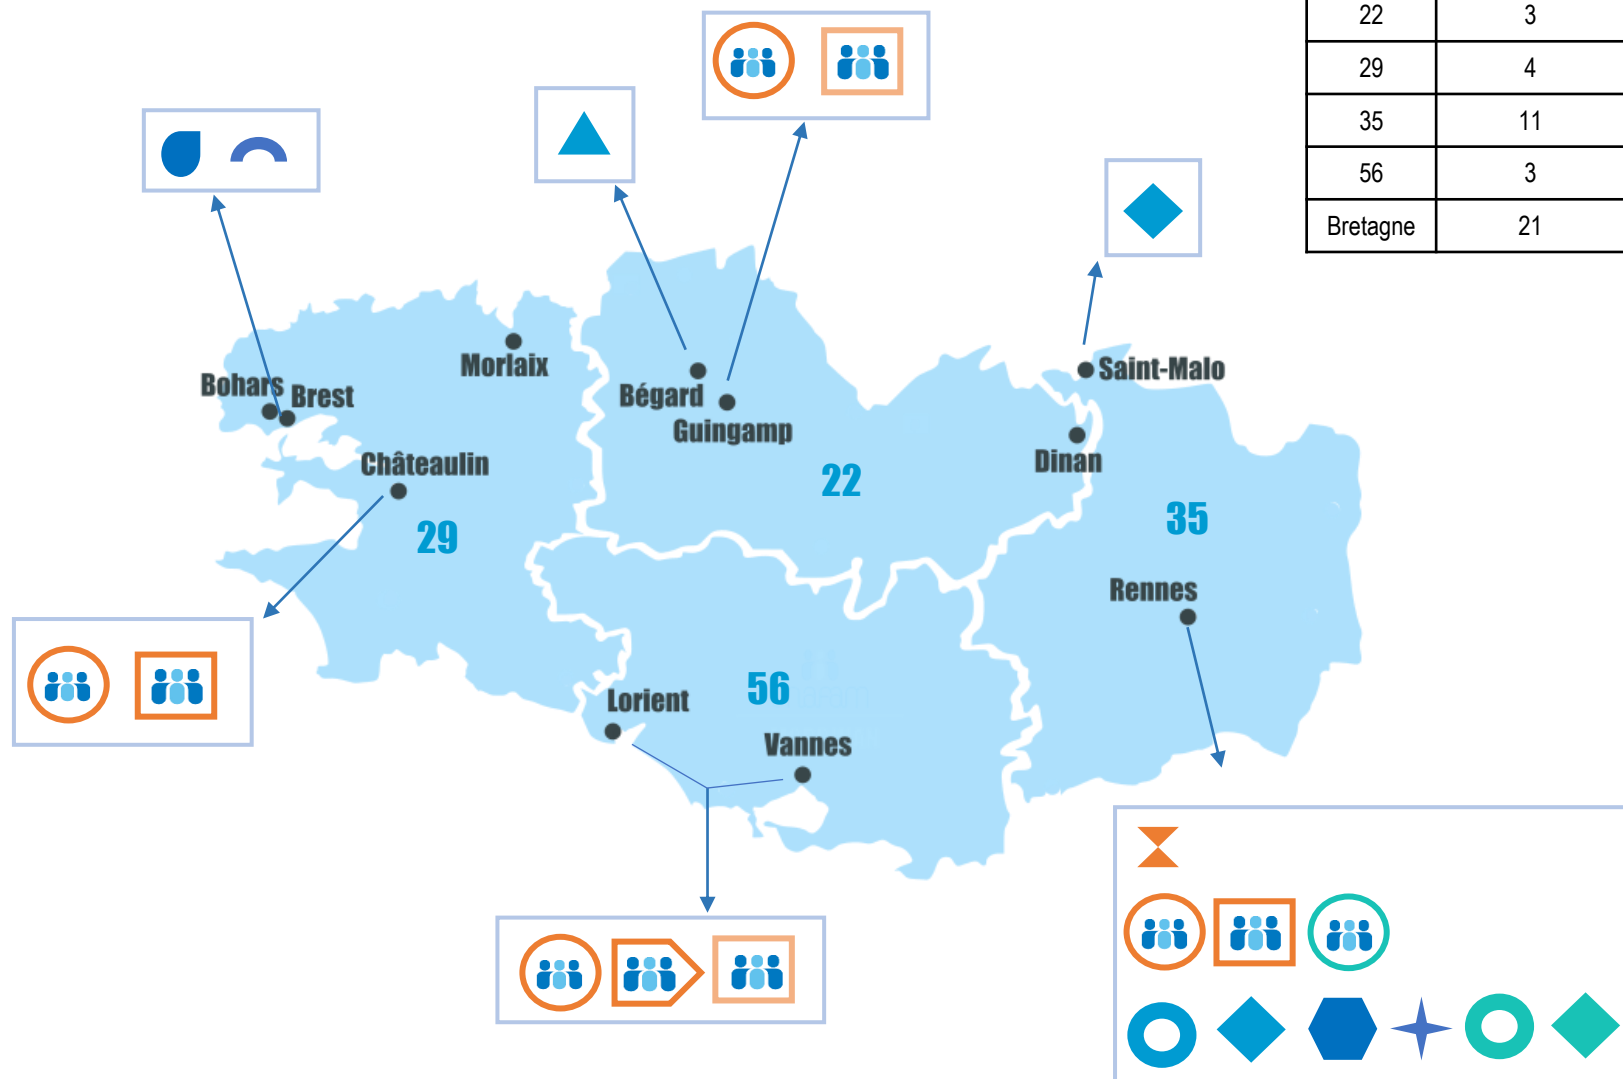 22 3
29 4
35 11
56 3
Bretagne 21
Morlaix
Bohars
Brest
Bégard
Guingamp
Saint-Malo
Dinan
Châteaulin
22
29
35
Rennes
Lorient
56
Vannes